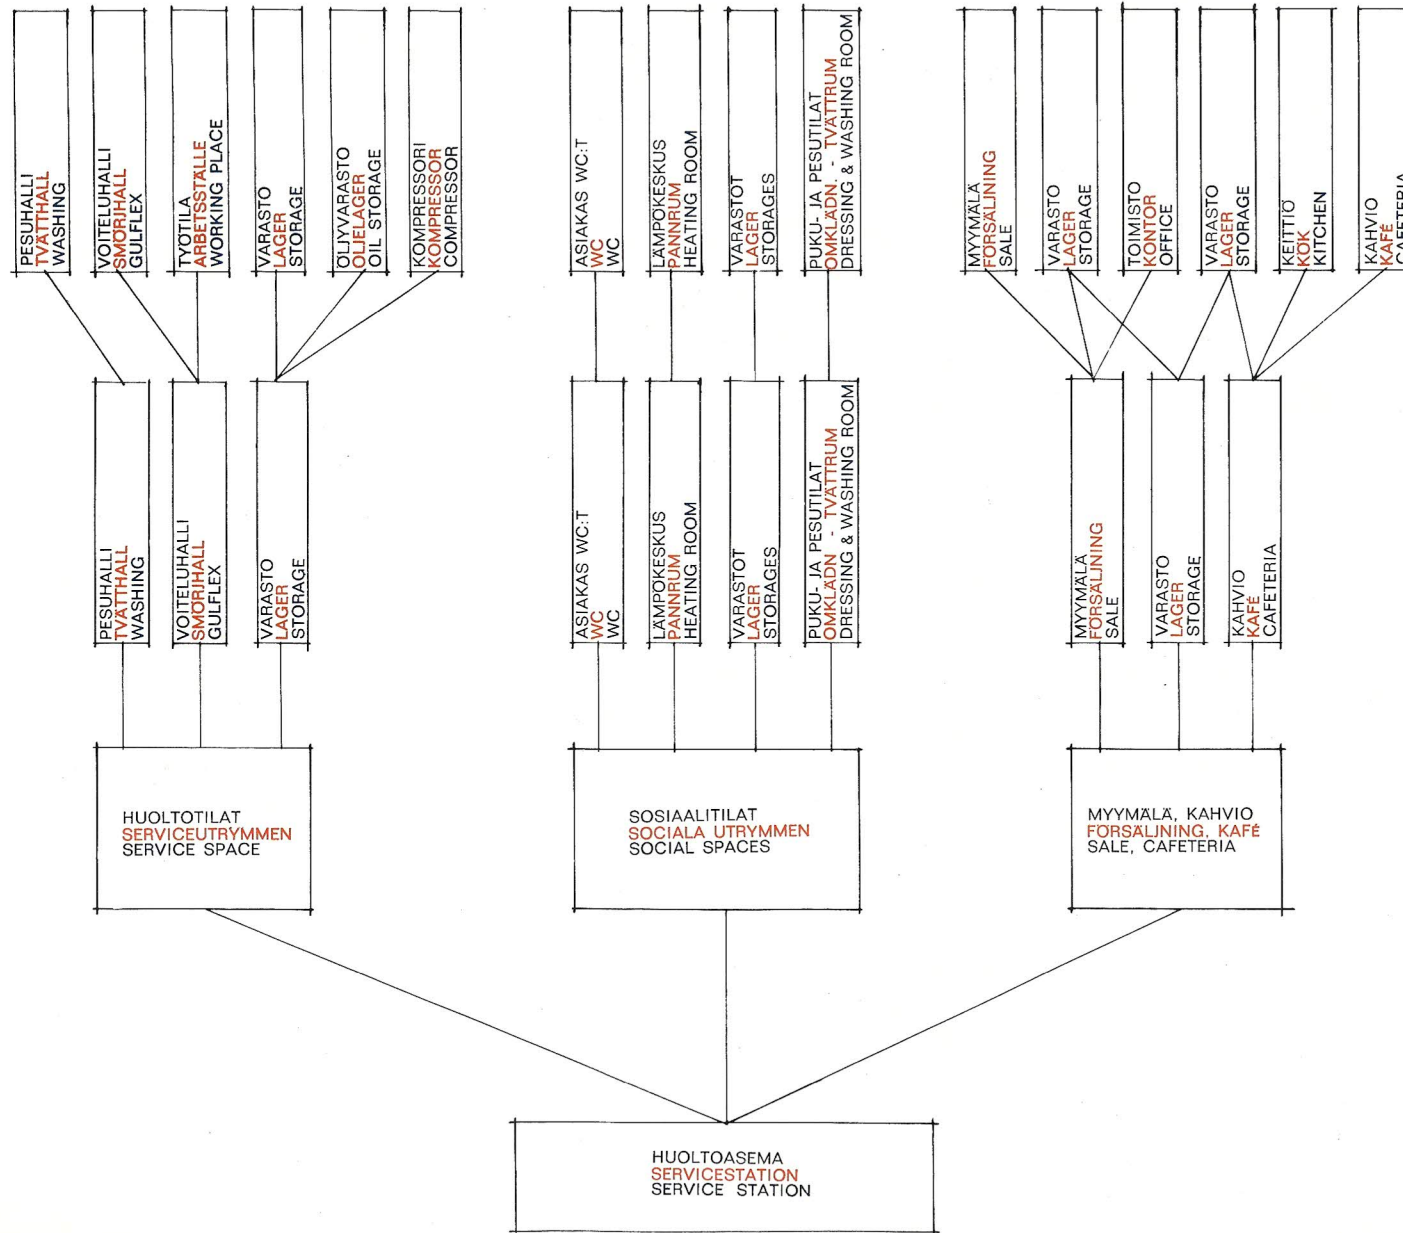 PESUHALLI
TVÄTTHALL
WASHING
VOITELUHALLI
SMÖRJHALL
GULFLEX
TYÖTILA
ARBETSSTÄLLE
WORKING PLACE
VARASTO
LAGER
STORAGE
ÖLJYVARASTO
OLJELAGER
OIL STORAGE
KOMPRESSORI
KOMPRESSOR
COMPRESSOR
ASIAKAS WC:T
WC
WC
LÄMPÖKESKUS
PANNRUM
HEATING ROOM
VARASTOT
LAGER
STORAGES
PUKU- JA PESUTILAT
OMKLÄDN. - TVÄTTRUM
DRESSING & WASHING ROOM
MYYMÄLÄ
FÖRSÄLJNING
SALE
VARASTO
LAGER
STORAGE
TOIMISTO
KONTOR
OFFICE
VARASTO
LAGER
STORAGE
KEITTIÖ
KÖK
KITCHEN
KAHVIO
KAFÉ
CAFETERIA
PESUHALLI
TVÄTTHALL
WASHING
VOITELUHALLI
SMÖRJHALL
GULFLEX
VARASTO
LAGER
STORAGE
ASIAKAS WC:T
WC
WC
LÄMPÖKESKUS
PANNRUM
HEATING ROOM
VARASTOT
LAGER
STORAGES
PUKU- JA PESUTILAT
OMKLÄDN - TVÄTTRUM
DRESSING & WASHING ROOM
MYYMÄLÄ
FÖRSÄLJNING
SALE
VARASTO
LAGER
STORAGE
KAHVIO
KAFÉ
CAFETERIA
HUOLTOTILAT
SERVICEUTRYMMEN
SERVICE SPACE
SOSIAALITILAT
SOCIALA UTRYMMEN
SOCIAL SPACES
MYYMÄLÄ, KAHVIO
FÖRSÄLJNING, KAFÉ
SALE, CAFETERIA
HUOLTOASEMA
SERVICESTATION
SERVICE STATION